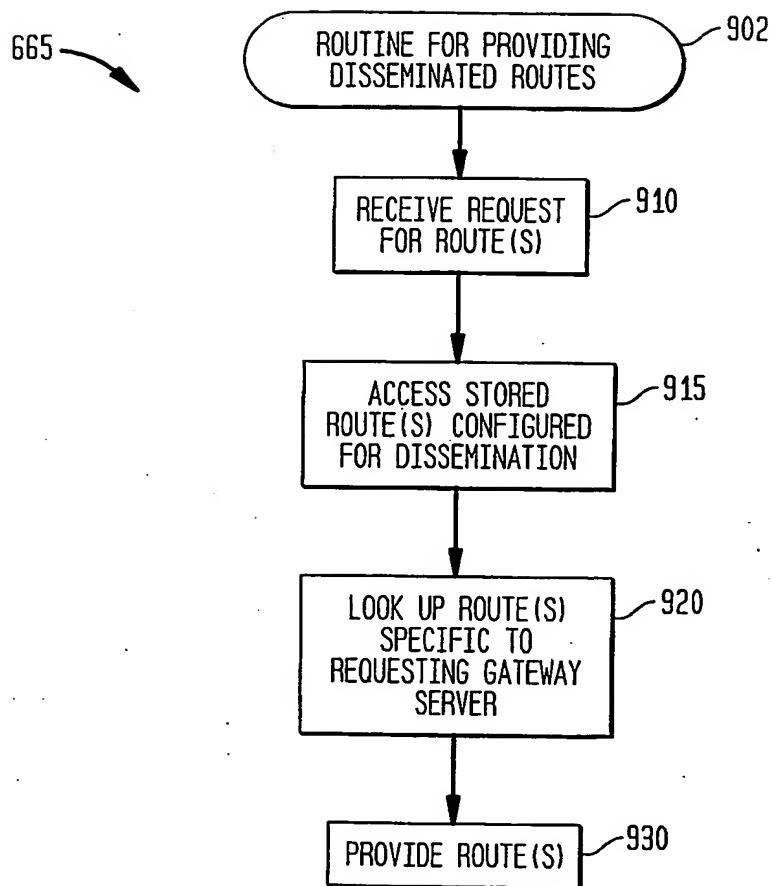 665
ROUTINE FOR PROVIDING
DISSEMINATED ROUTES
902
RECEIVE REQUEST
FOR ROUTE(S)
910
ACCESS STORED
ROUTE(S) CONFIGURED
FOR DISSEMINATION
915
LOOK UP ROUTE(S)
SPECIFIC TO
REQUESTING GATEWAY
SERVER
920
PROVIDE ROUTE(S)
930